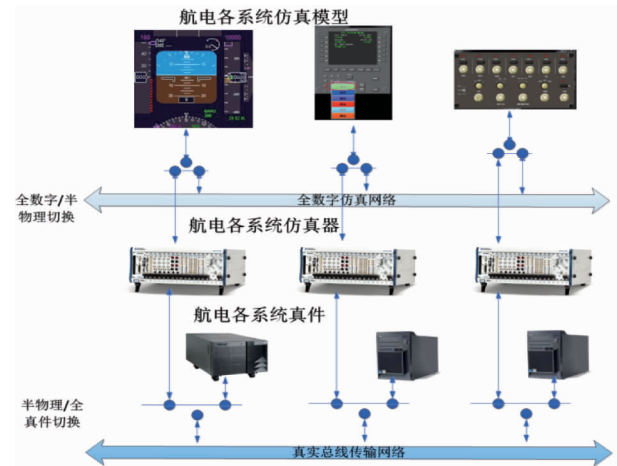 航电各系统仿真模型
全数字/半
物理切换
全数字仿真网络
航电各系统仿真器
航电各系统真件
半物理/全
真件切换
真实总线传输网络